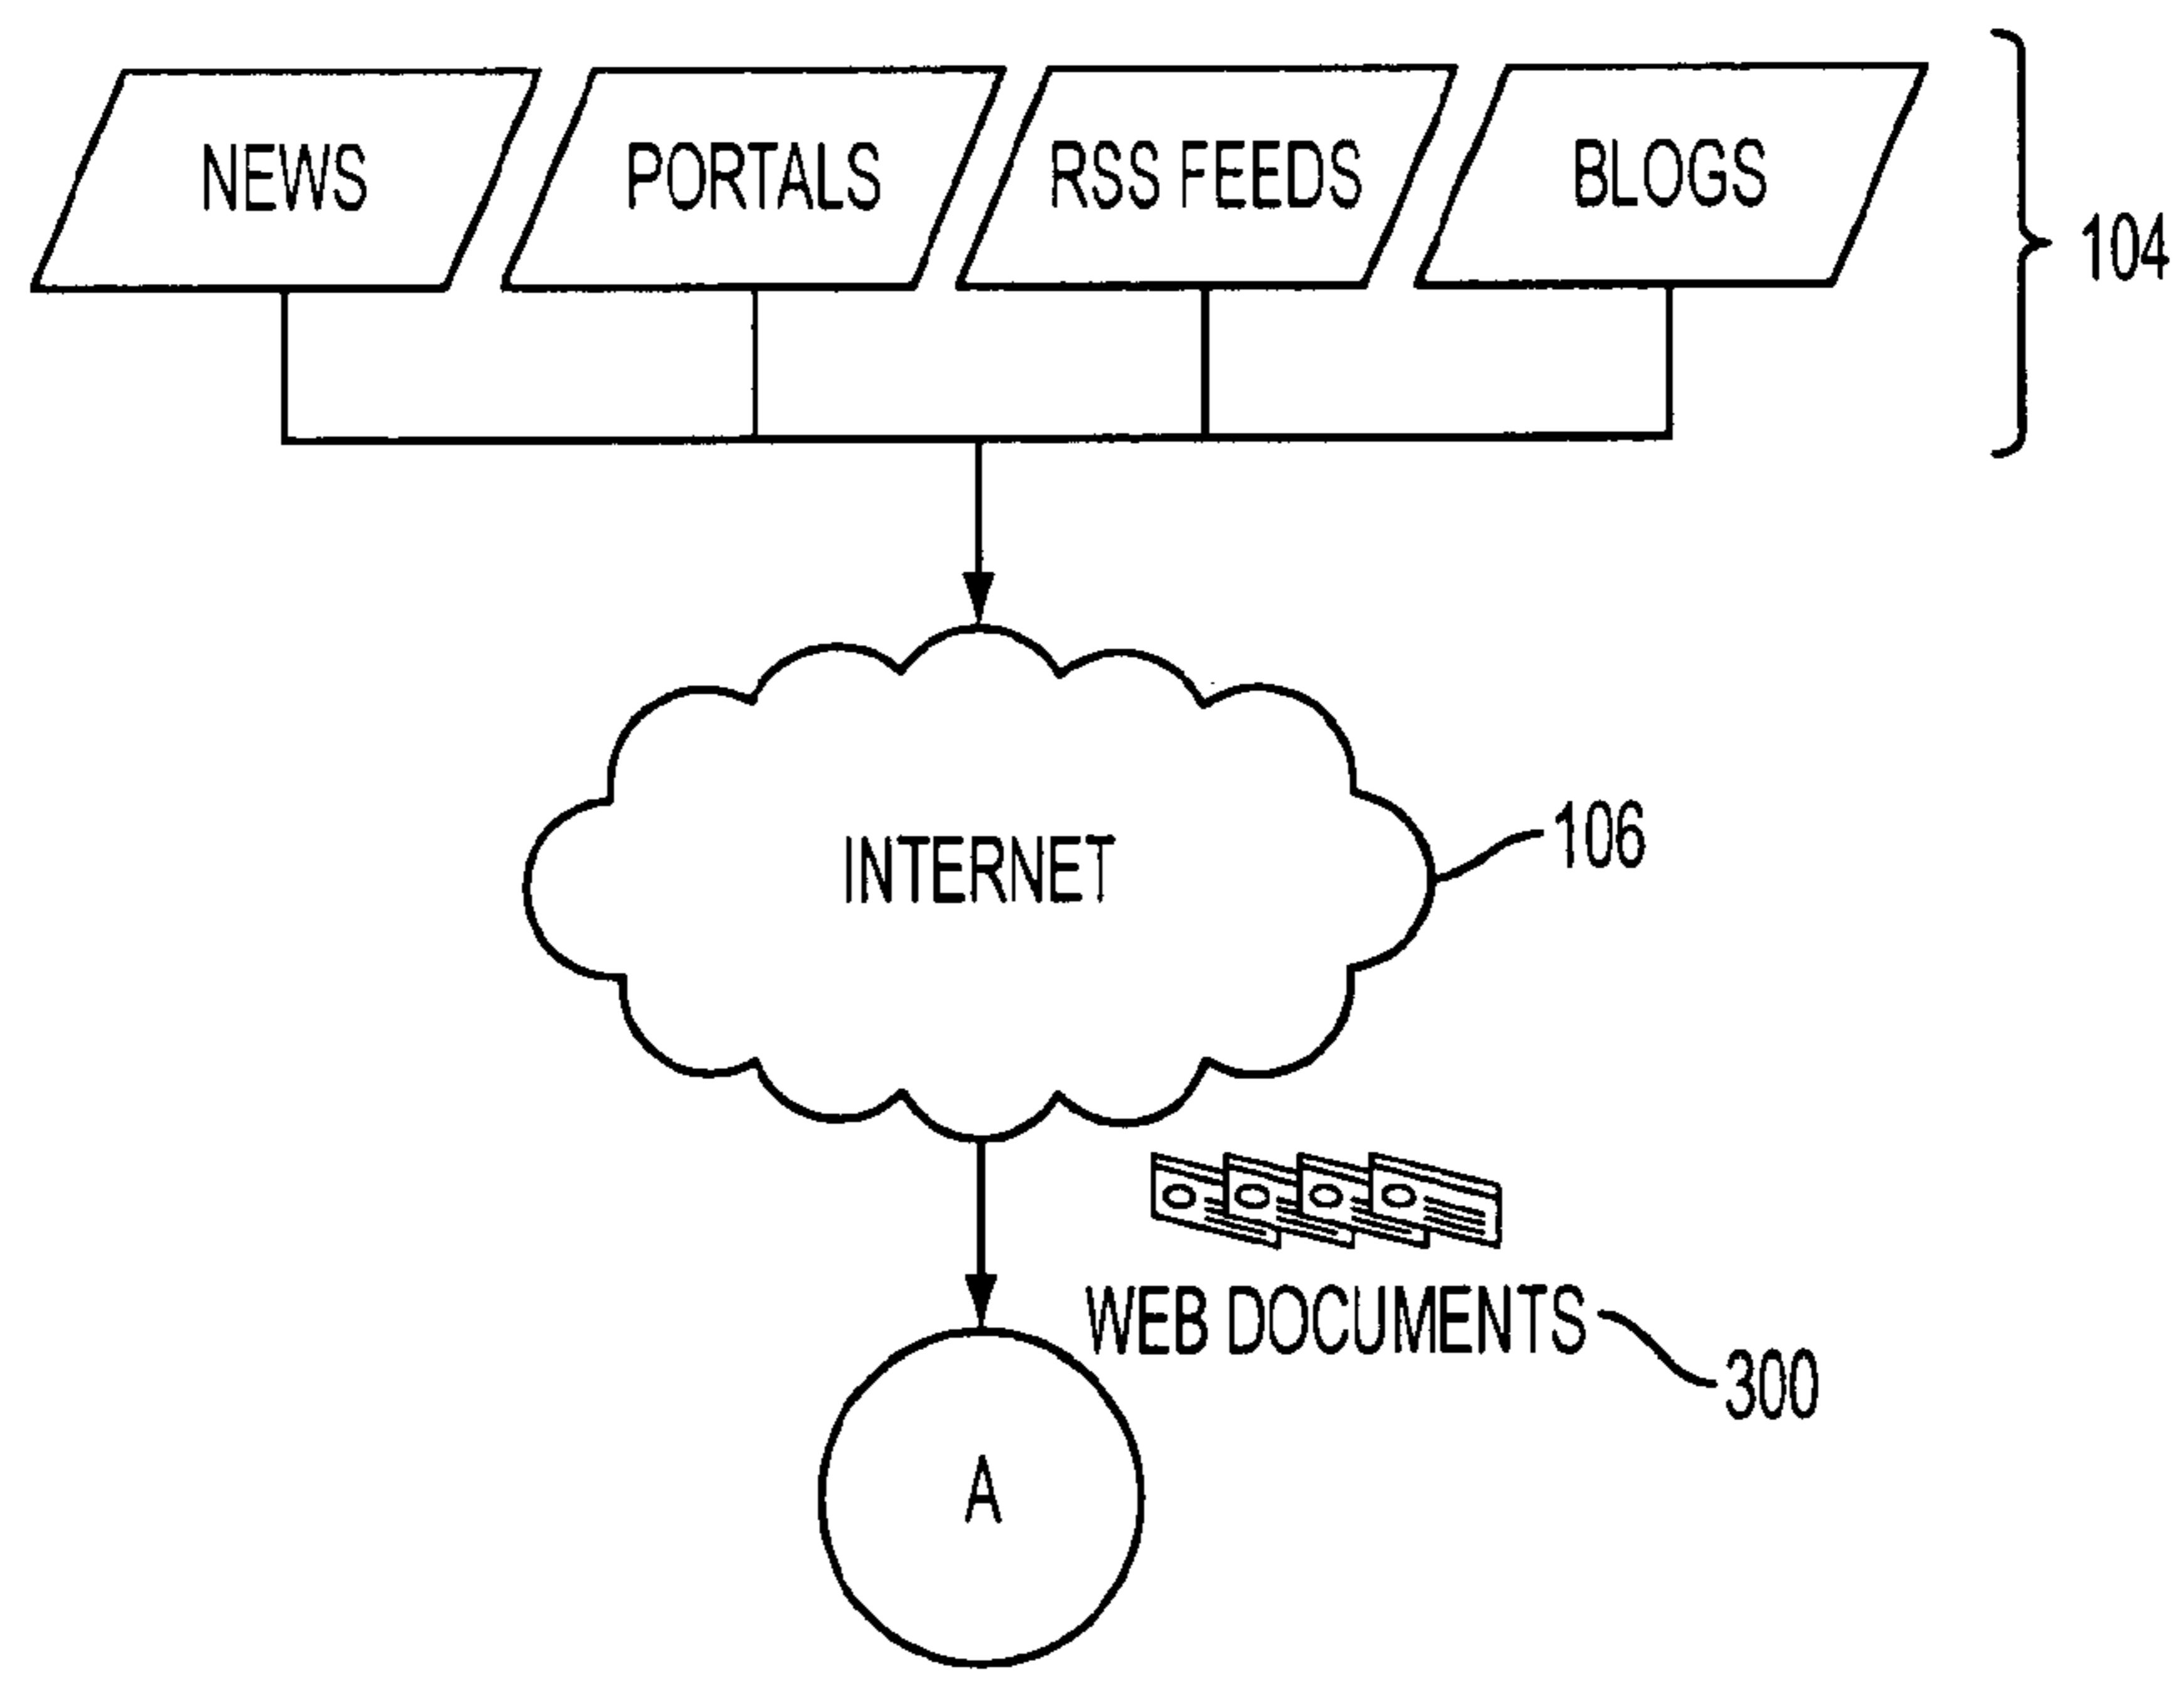 NEWS
PORTALS
RSS FEEDS
BLOGS
104
INTERNET
106
WEB DOCUMENTS
300
A